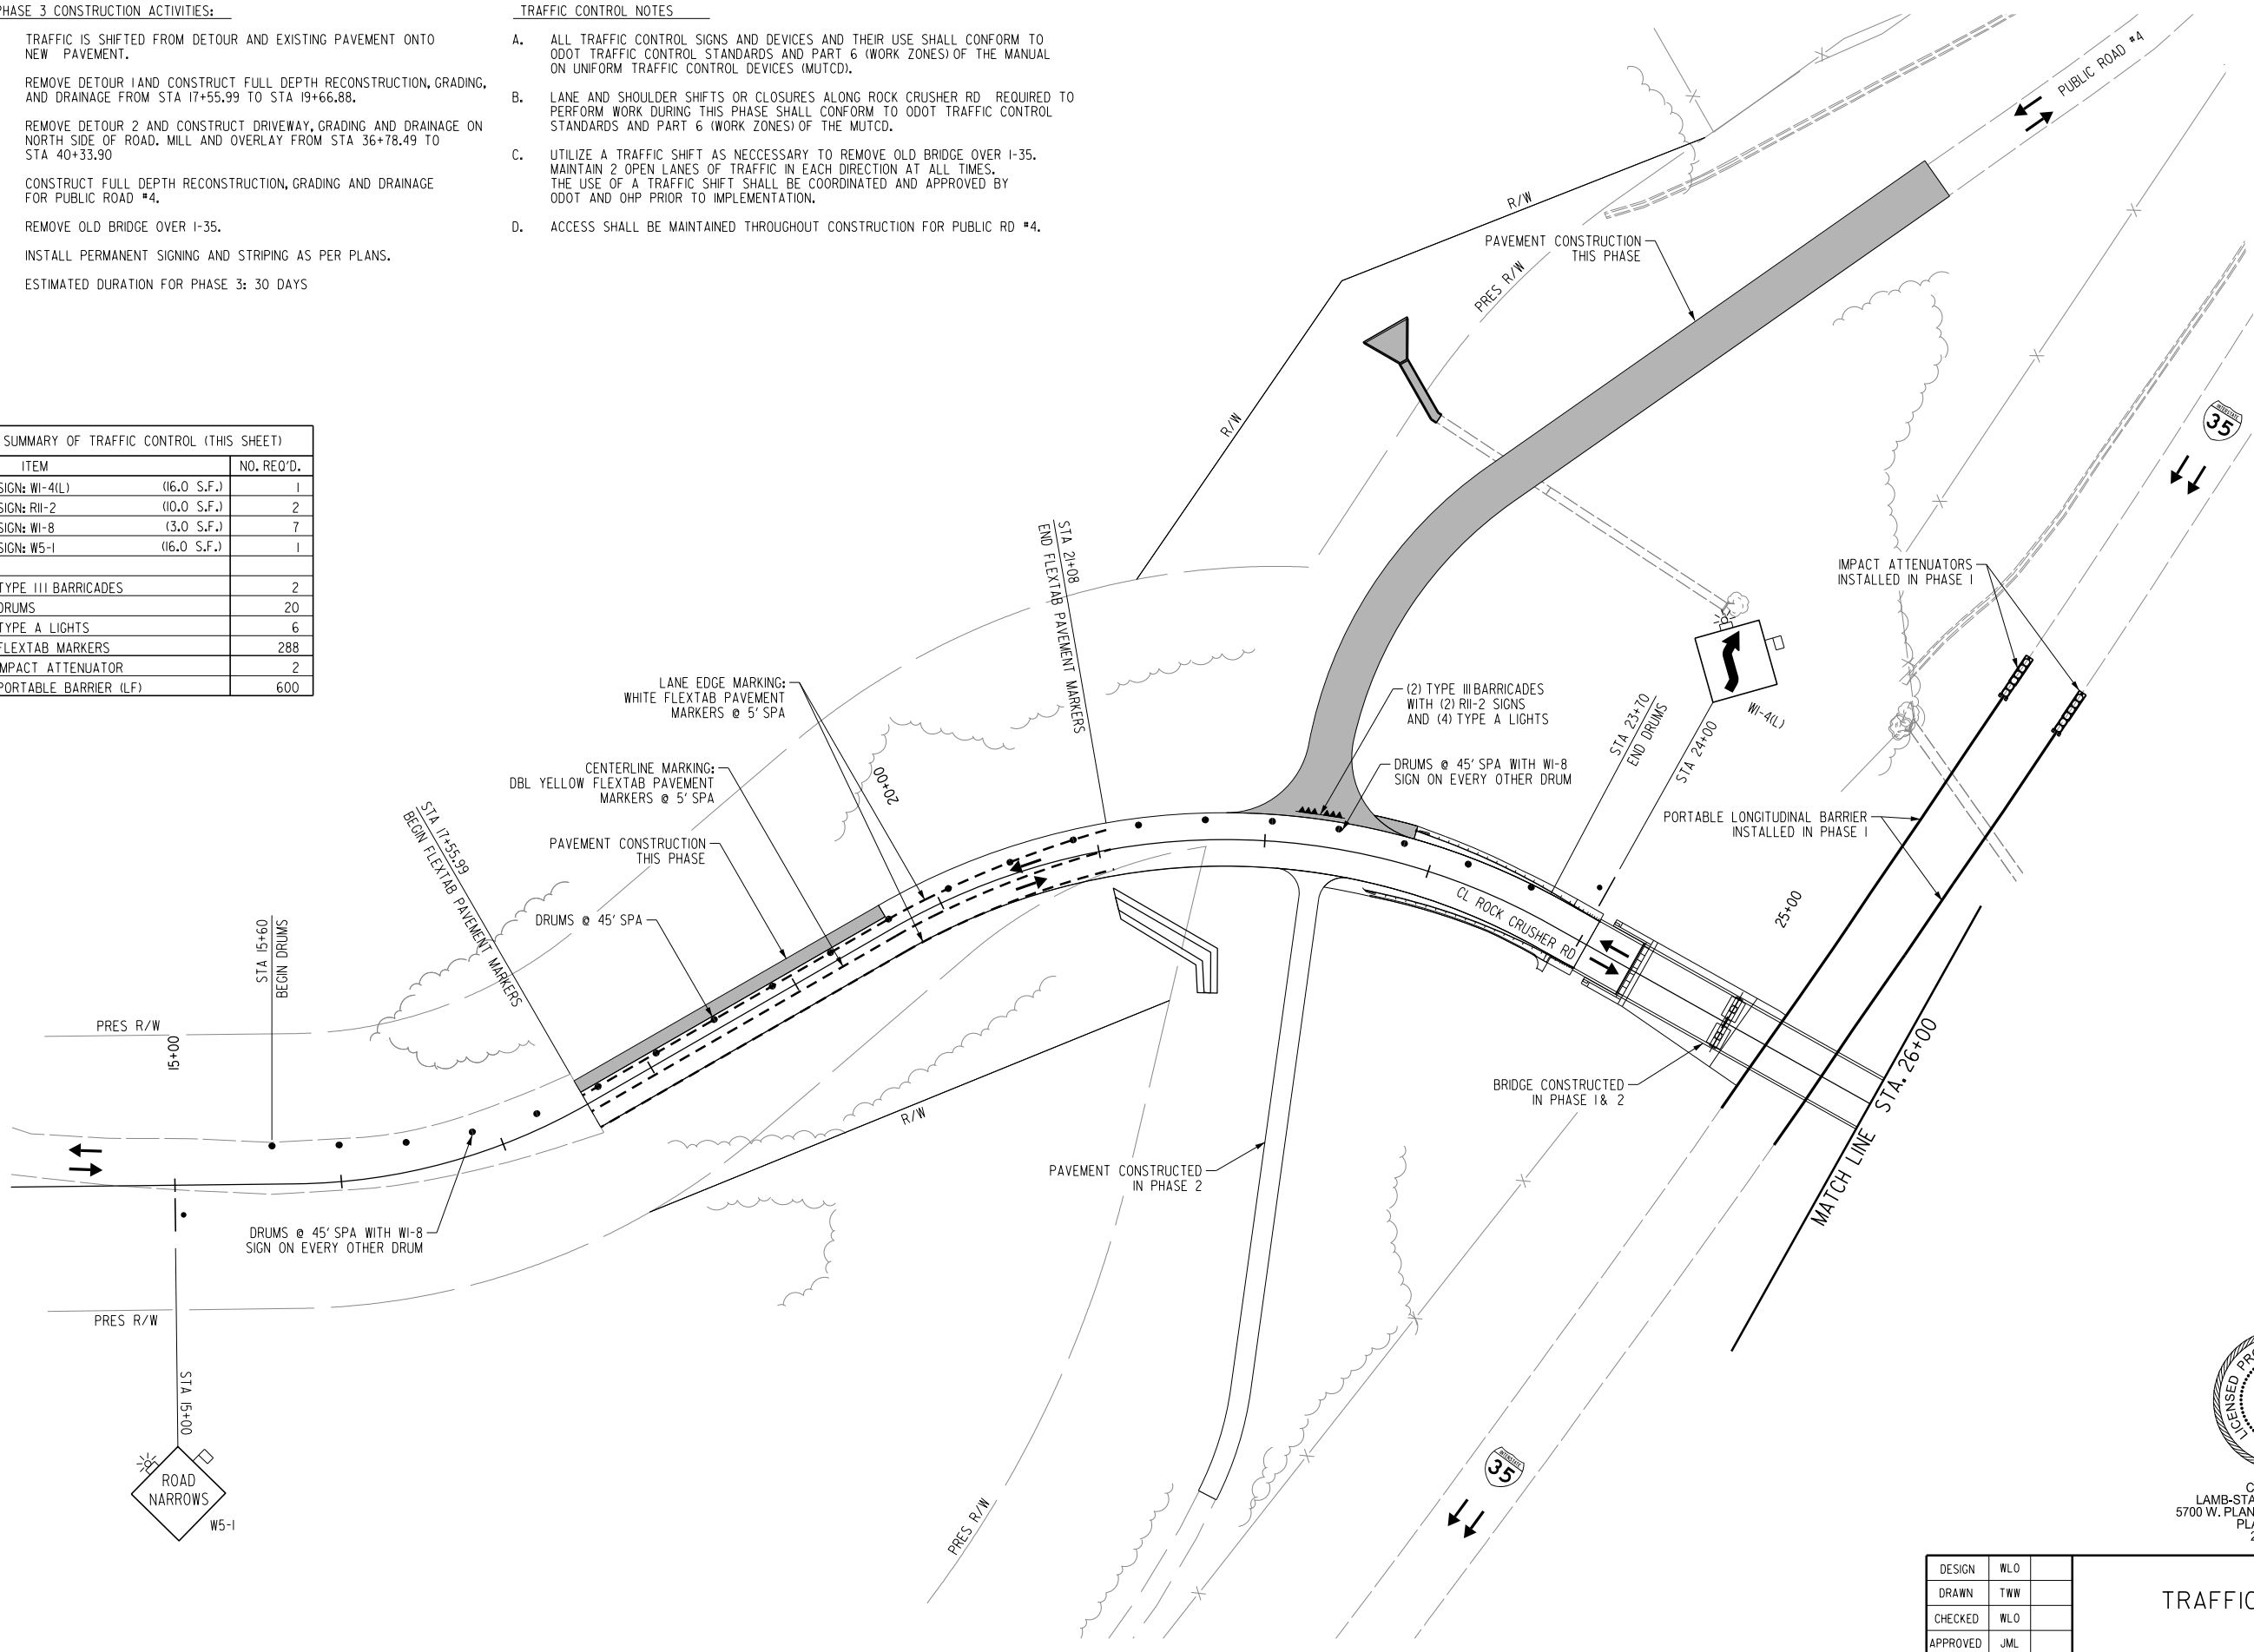 PHASE 3 CONSTRUCTION ACTIVITIES:
TRAFFIC IS SHIFTED FROM DETOUR AND EXISTING PAVEMENT ONTO
NEW PAVEMENT.
REMOVE DETOUR 1 AND CONSTRUCT FULL DEPTH RECONSTRUCTION, GRADING,
AND DRAINAGE FROM STA 17+55.99 TO STA 19+66.88.
REMOVE DETOUR 2 AND CONSTRUCT DRIVEWAY, GRADING AND DRAINAGE ON
NORTH SIDE OF ROAD. MILL AND OVERLAY FROM STA 36+78.49 TO
STA 40+33.90
CONSTRUCT FULL DEPTH RECONSTRUCTION, GRADING AND DRAINAGE
FOR PUBLIC ROAD #4.
REMOVE OLD BRIDGE OVER I-35.
INSTALL PERMANENT SIGNING AND STRIPING AS PER PLANS.
ESTIMATED DURATION FOR PHASE 3: 30 DAYS
TRAFFIC CONTROL NOTES
A. ALL TRAFFIC CONTROL SIGNS AND DEVICES AND THEIR USE SHALL CONFORM TO
ODOT TRAFFIC CONTROL STANDARDS AND PART 6 (WORK ZONES) OF THE MANUAL
ON UNIFORM TRAFFIC CONTROL DEVICES (MUTCD).
B. LANE AND SHOULDER SHIFTS OR CLOSURES ALONG ROCK CRUSHER RD REQUIRED TO
PERFORM WORK DURING THIS PHASE SHALL CONFORM TO ODOT TRAFFIC CONTROL
STANDARDS AND PART 6 (WORK ZONES) OF THE MUTCD.
C. UTILIZE A TRAFFIC SHIFT AS NECCESSARY TO REMOVE OLD BRIDGE OVER I-35.
MAINTAIN 2 OPEN LANES OF TRAFFIC IN EACH DIRECTION AT ALL TIMES.
THE USE OF A TRAFFIC SHIFT SHALL BE COORDINATED AND APPROVED BY
ODOT AND OHP PRIOR TO IMPLEMENTATION.
D. ACCESS SHALL BE MAINTAINED THROUGHOUT CONSTRUCTION FOR PUBLIC RD #4.
SUMMARY OF TRAFFIC CONTROL (THIS SHEET)
ITEM NO. REQ'D.
SIGN: W1-4(L) (16.0 S.F.) 1
SIGN: R11-2 (10.0 S.F.) 2
SIGN: W1-8 (3.0 S.F.) 7
SIGN: W5-1 (16.0 S.F.) 1
TYPE III BARRICADES 2
DRUMS 20
TYPE A LIGHTS 6
FLEXTAB MARKERS 288
IMPACT ATTENUATOR 2
PORTABLE BARRIER (LF) 600
PUBLIC ROAD #4
R/W
PAVEMENT CONSTRUCTION
THIS PHASE
PRES R/W
R/W
INTERSTATE
35
IMPACT ATTENUATORS
INSTALLED IN PHASE 1
STA 21+08
END FLEXTAB PAVEMENT MARKERS
LANE EDGE MARKING:
WHITE FLEXTAB PAVEMENT
MARKERS @ 5' SPA
(2) TYPE III BARRICADES
WITH (2) R11-2 SIGNS
AND (4) TYPE A LIGHTS
STA 23+70
END DRUMS
STA 24+00
W1-4(L)
CENTERLINE MARKING:
DBL YELLOW FLEXTAB PAVEMENT
MARKERS @ 5' SPA
20+00
DRUMS @ 45' SPA WITH W1-8
SIGN ON EVERY OTHER DRUM
PORTABLE LONGITUDINAL BARRIER
INSTALLED IN PHASE 1
STA 17+55.99
BEGIN FLEXTAB PAVEMENT MARKERS
PAVEMENT CONSTRUCTION
THIS PHASE
DRUMS @ 45' SPA
CL ROCK CRUSHER RD
25+00
STA 15+60
BEGIN DRUMS
PRES R/W
15+00
BRIDGE CONSTRUCTED
IN PHASE 1 & 2
MATCH LINE STA. 26+00
R/W
PAVEMENT CONSTRUCTED
IN PHASE 2
DRUMS @ 45' SPA WITH W1-8
SIGN ON EVERY OTHER DRUM
PRES R/W
STA 15+00
ROAD
NARROWS
W5-1
PRES R/W
INTERSTATE
35
LICENSED PRO
LAMB-STA
5700 W. PLAN
PLA
DESIGN WLO
DRAWN TWW
CHECKED WLO
APPROVED JML
TRAFFIC